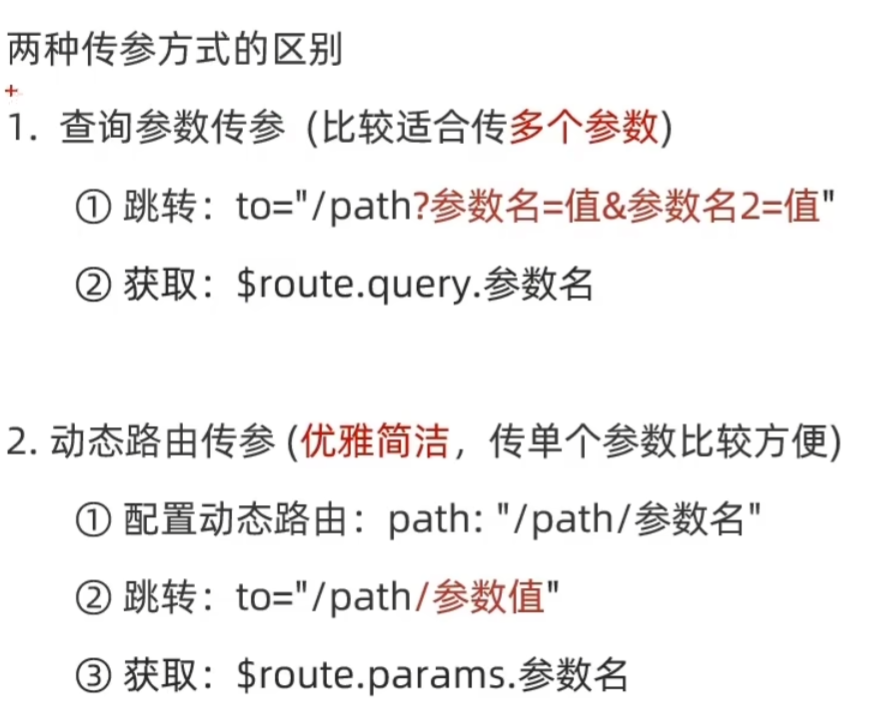 两种传参方式的区别
1. 查询参数传参 (比较适合传多个参数)
① 跳转：to="/path?参数名=值&参数名2=值"
② 获取：$route.query.参数名
2. 动态路由传参 (优雅简洁，传单个参数比较方便)
① 配置动态路由：path: "/path/参数名"
② 跳转：to="/path/参数值"
③ 获取：$route.params.参数名